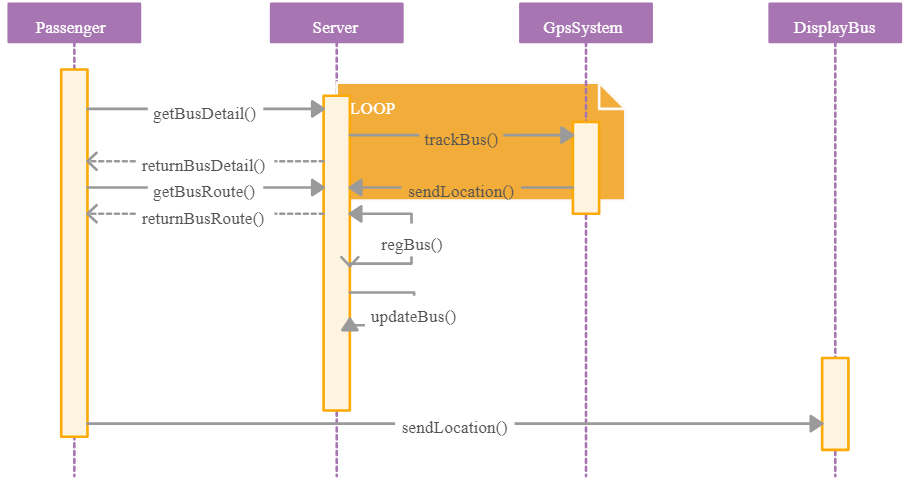 Passenger
Server
GpsSystem
DisplayBus
LOOP
getBusDetail()
trackBus()
returnBusDetail()
getBusRoute()
sendLocation()
returnBusRoute()
regBus()
updateBus()
sendLocation()